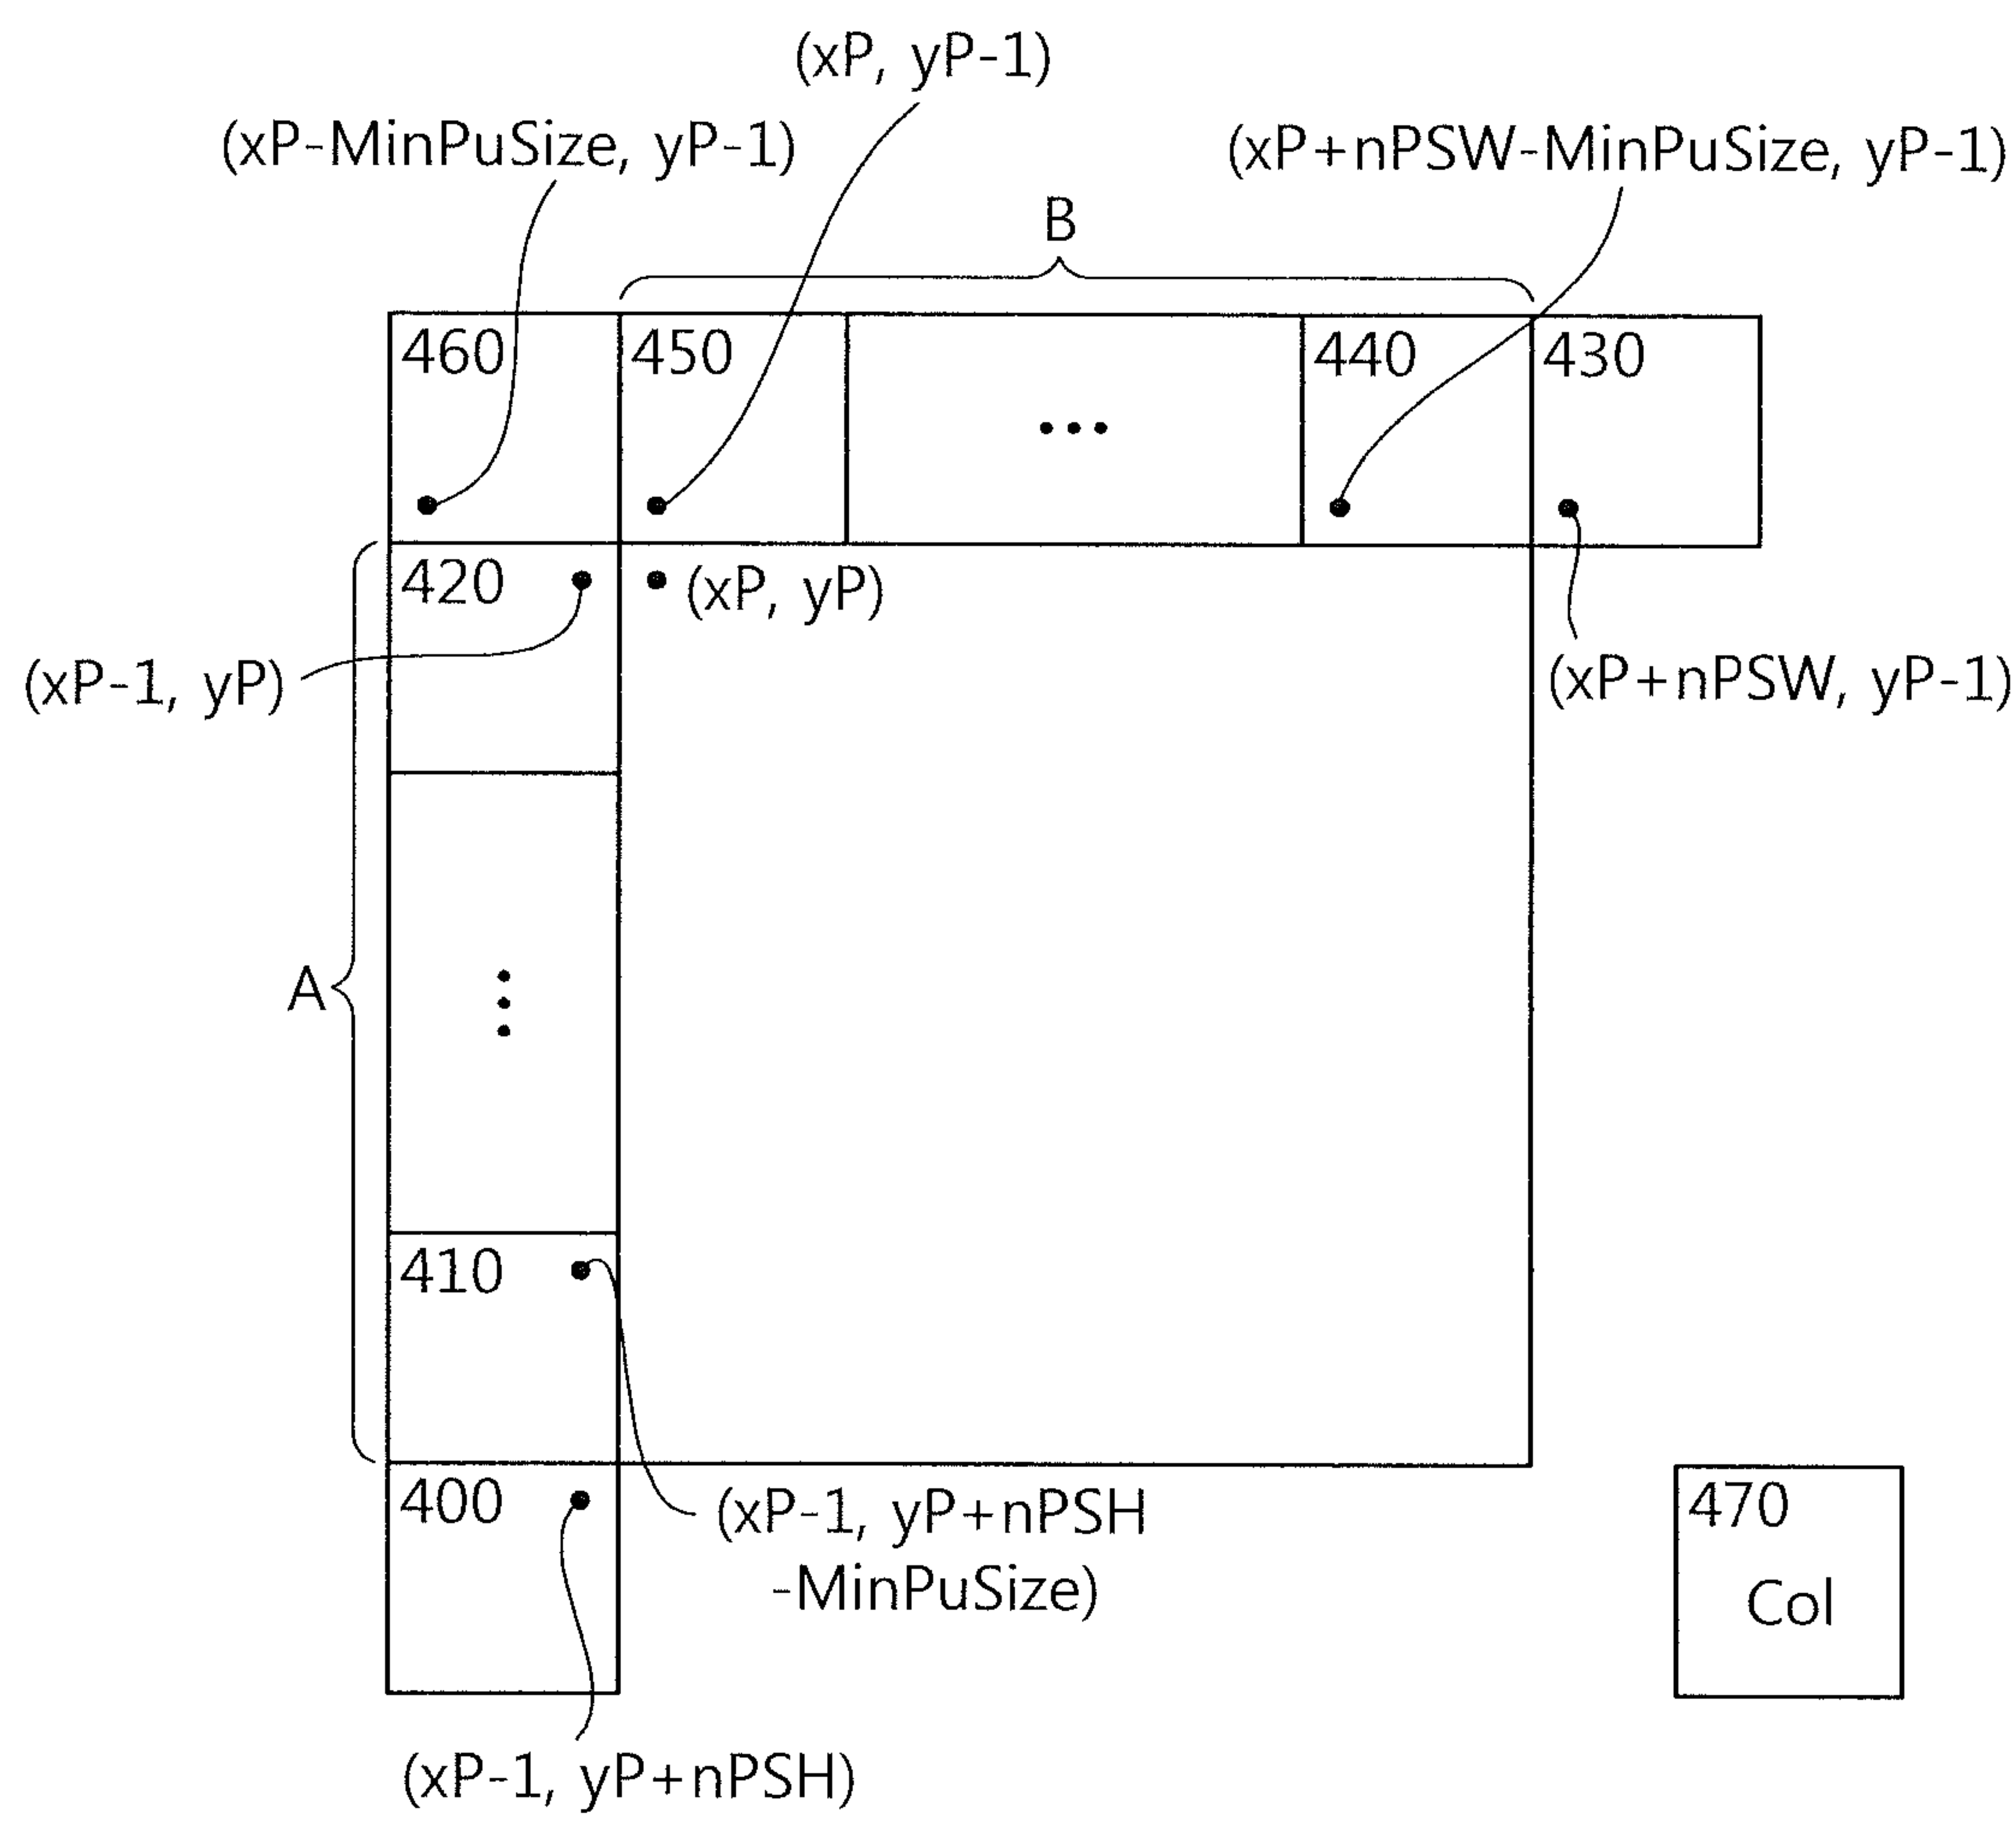 (xP, yP-1)
(xP-MinPuSize, yP-1)
(xP+nPSW-MinPuSize, yP-1)
B
460
450
440
430
420
(xP, yP)
(xP-1, yP)
(xP+nPSW, yP-1)
A
410
400
(xP-1, yP+nPSH
-MinPuSize)
470
Col
(xP-1, yP+nPSH)